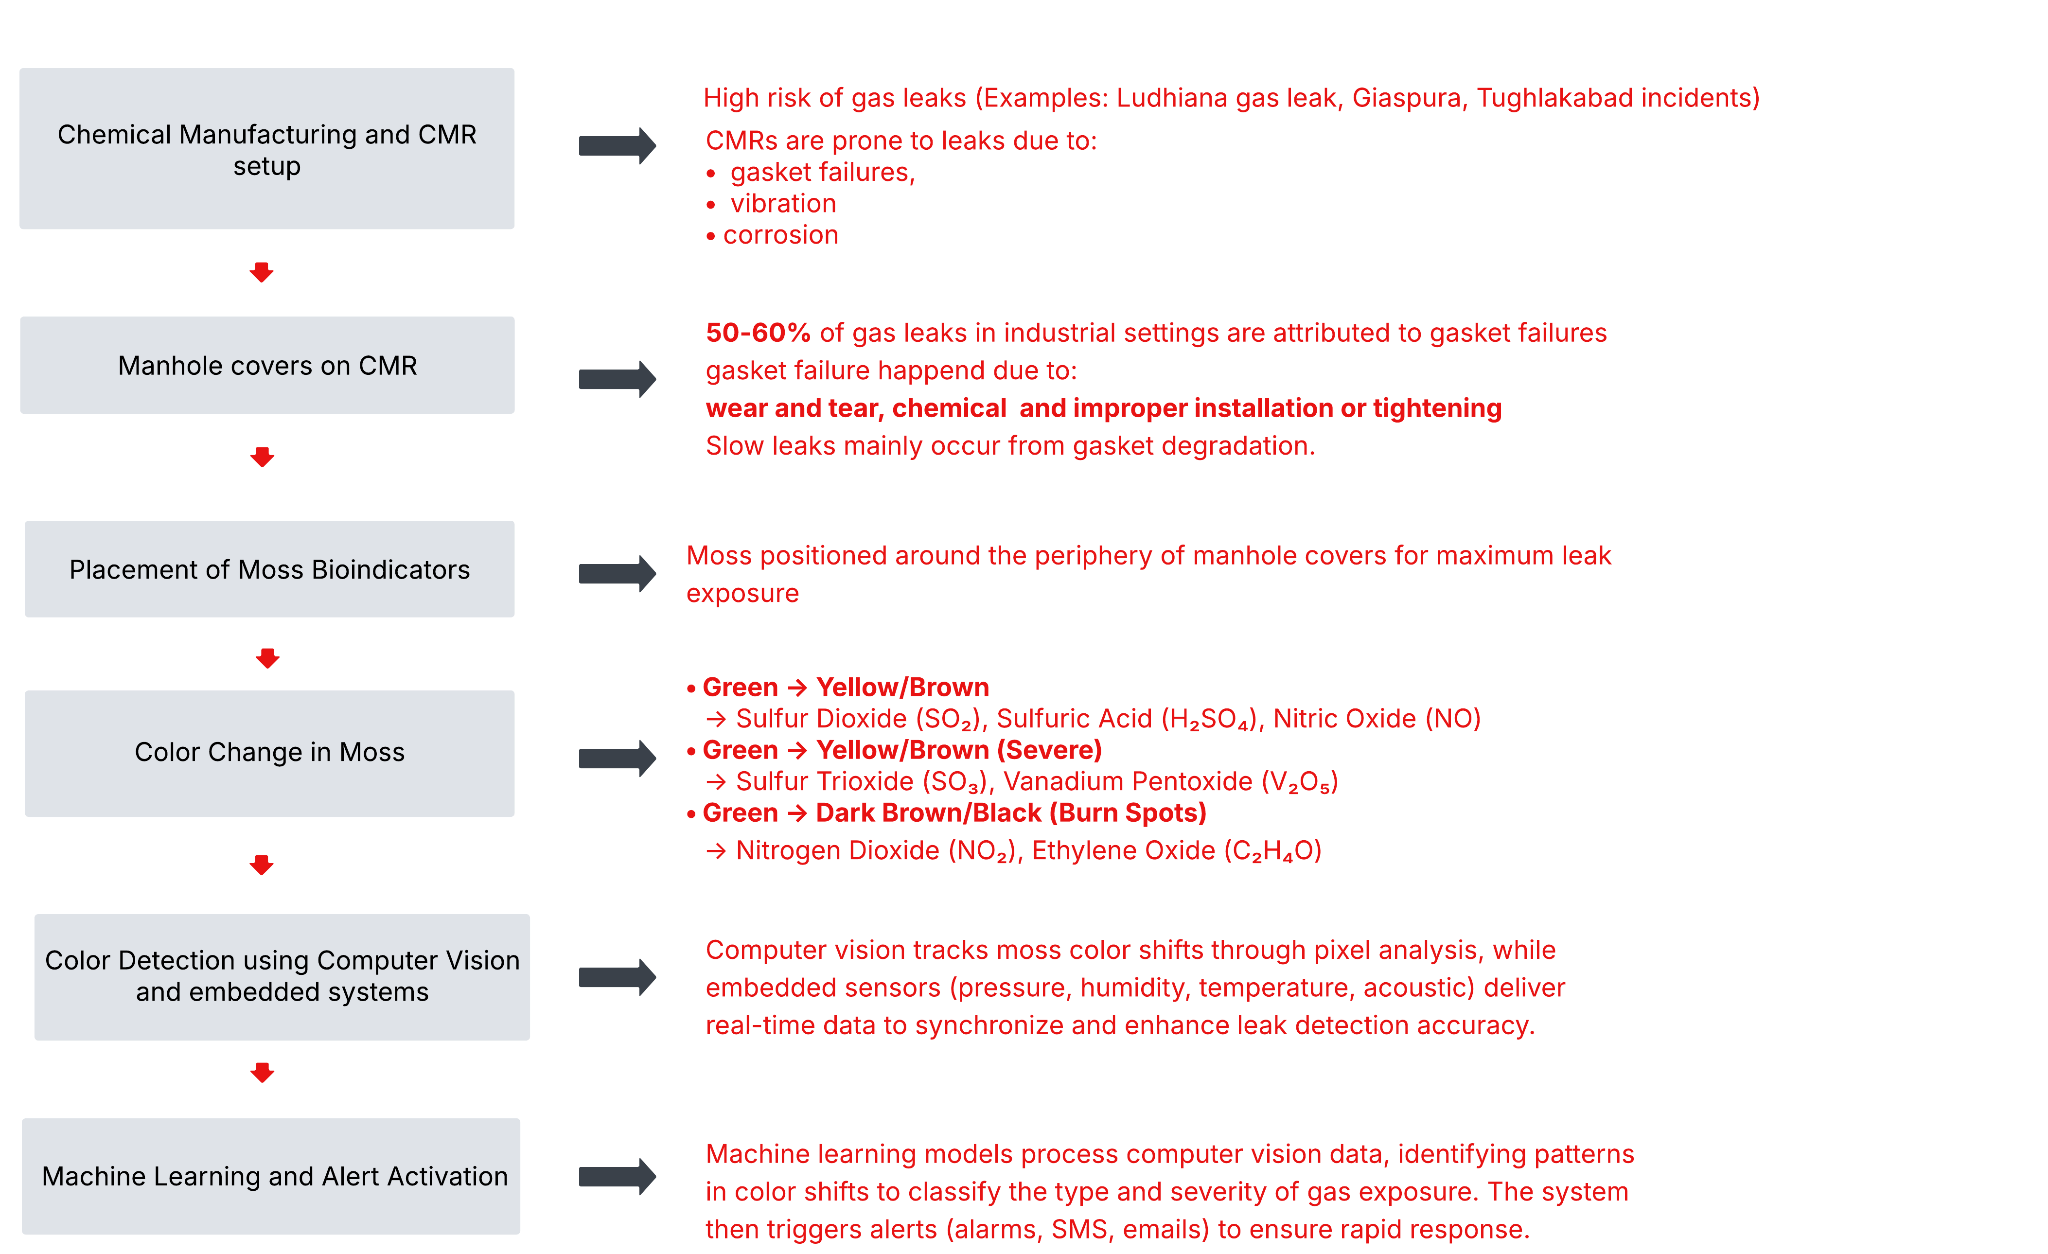 Chemical Manufacturing and CMR
setup
High risk of gas leaks (Examples: Ludhiana gas leak, Giaspura, Tughlakabad incidents)
CMRs are prone to leaks due to:
• gasket failures,
• vibration
• corrosion
Manhole covers on CMR
50-60% of gas leaks in industrial settings are attributed to gasket failures
gasket failure happend due to:
wear and tear, chemical  and improper installation or tightening
Slow leaks mainly occur from gasket degradation.
Placement of Moss Bioindicators
Moss positioned around the periphery of manhole covers for maximum leak
exposure
Color Change in Moss
• Green → Yellow/Brown
→ Sulfur Dioxide (SO₂), Sulfuric Acid (H₂SO₄), Nitric Oxide (NO)
• Green → Yellow/Brown (Severe)
→ Sulfur Trioxide (SO₃), Vanadium Pentoxide (V₂O₅)
• Green → Dark Brown/Black (Burn Spots)
→ Nitrogen Dioxide (NO₂), Ethylene Oxide (C₂H₄O)
Color Detection using Computer Vision
and embedded systems
Computer vision tracks moss color shifts through pixel analysis, while
embedded sensors (pressure, humidity, temperature, acoustic) deliver
real-time data to synchronize and enhance leak detection accuracy.
Machine Learning and Alert Activation
Machine learning models process computer vision data, identifying patterns
in color shifts to classify the type and severity of gas exposure. The system
then triggers alerts (alarms, SMS, emails) to ensure rapid response.